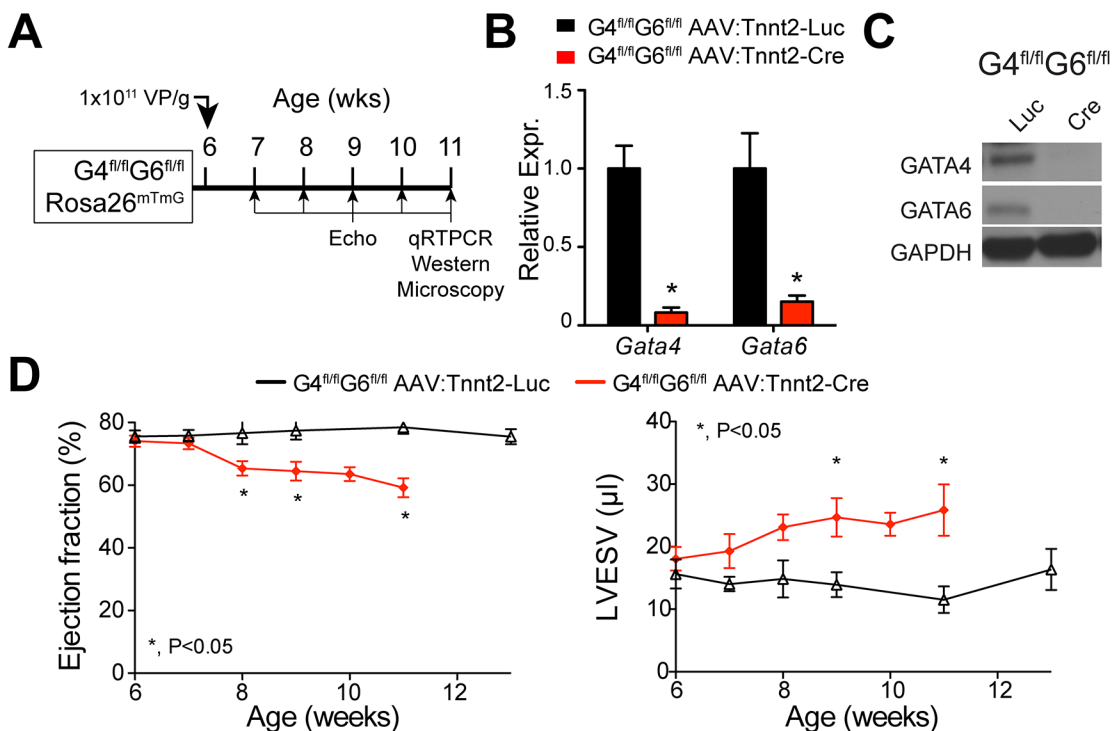 A
1x10¹¹ VP/g
Age (wks)
6 7 8 9 10 11
G4fl/flG6fl/fl
Rosa26mTmG
Echo
qRTPCR
Western
Microscopy
B
G4fl/flG6fl/fl AAV:Tnnt2-Luc
G4fl/flG6fl/fl AAV:Tnnt2-Cre
Relative Expr.
1.5
1.0
0.5
0
*
*
Gata4
Gata6
C
G4fl/flG6fl/fl
Luc
Cre
GATA4
GATA6
GAPDH
D
G4fl/flG6fl/fl AAV:Tnnt2-Luc
G4fl/flG6fl/fl AAV:Tnnt2-Cre
Ejection fraction (%)
80
60
40
20
0
* * *
*, P<0.05
6 8 10 12
Age (weeks)
LVESV (µl)
40
30
20
10
0
*, P<0.05
* *
6 8 10 12
Age (weeks)